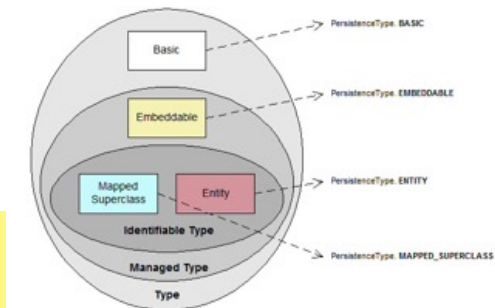 Basic
PersistenceType. BASIC
Embeddable
PersistenceType. EMBEDDABLE
Mapped
Superclass
Entity
PersistenceType. ENTITY
Identifiable Type
Managed Type
PersistenceType. MAPPED_SUPERCLASS
Type